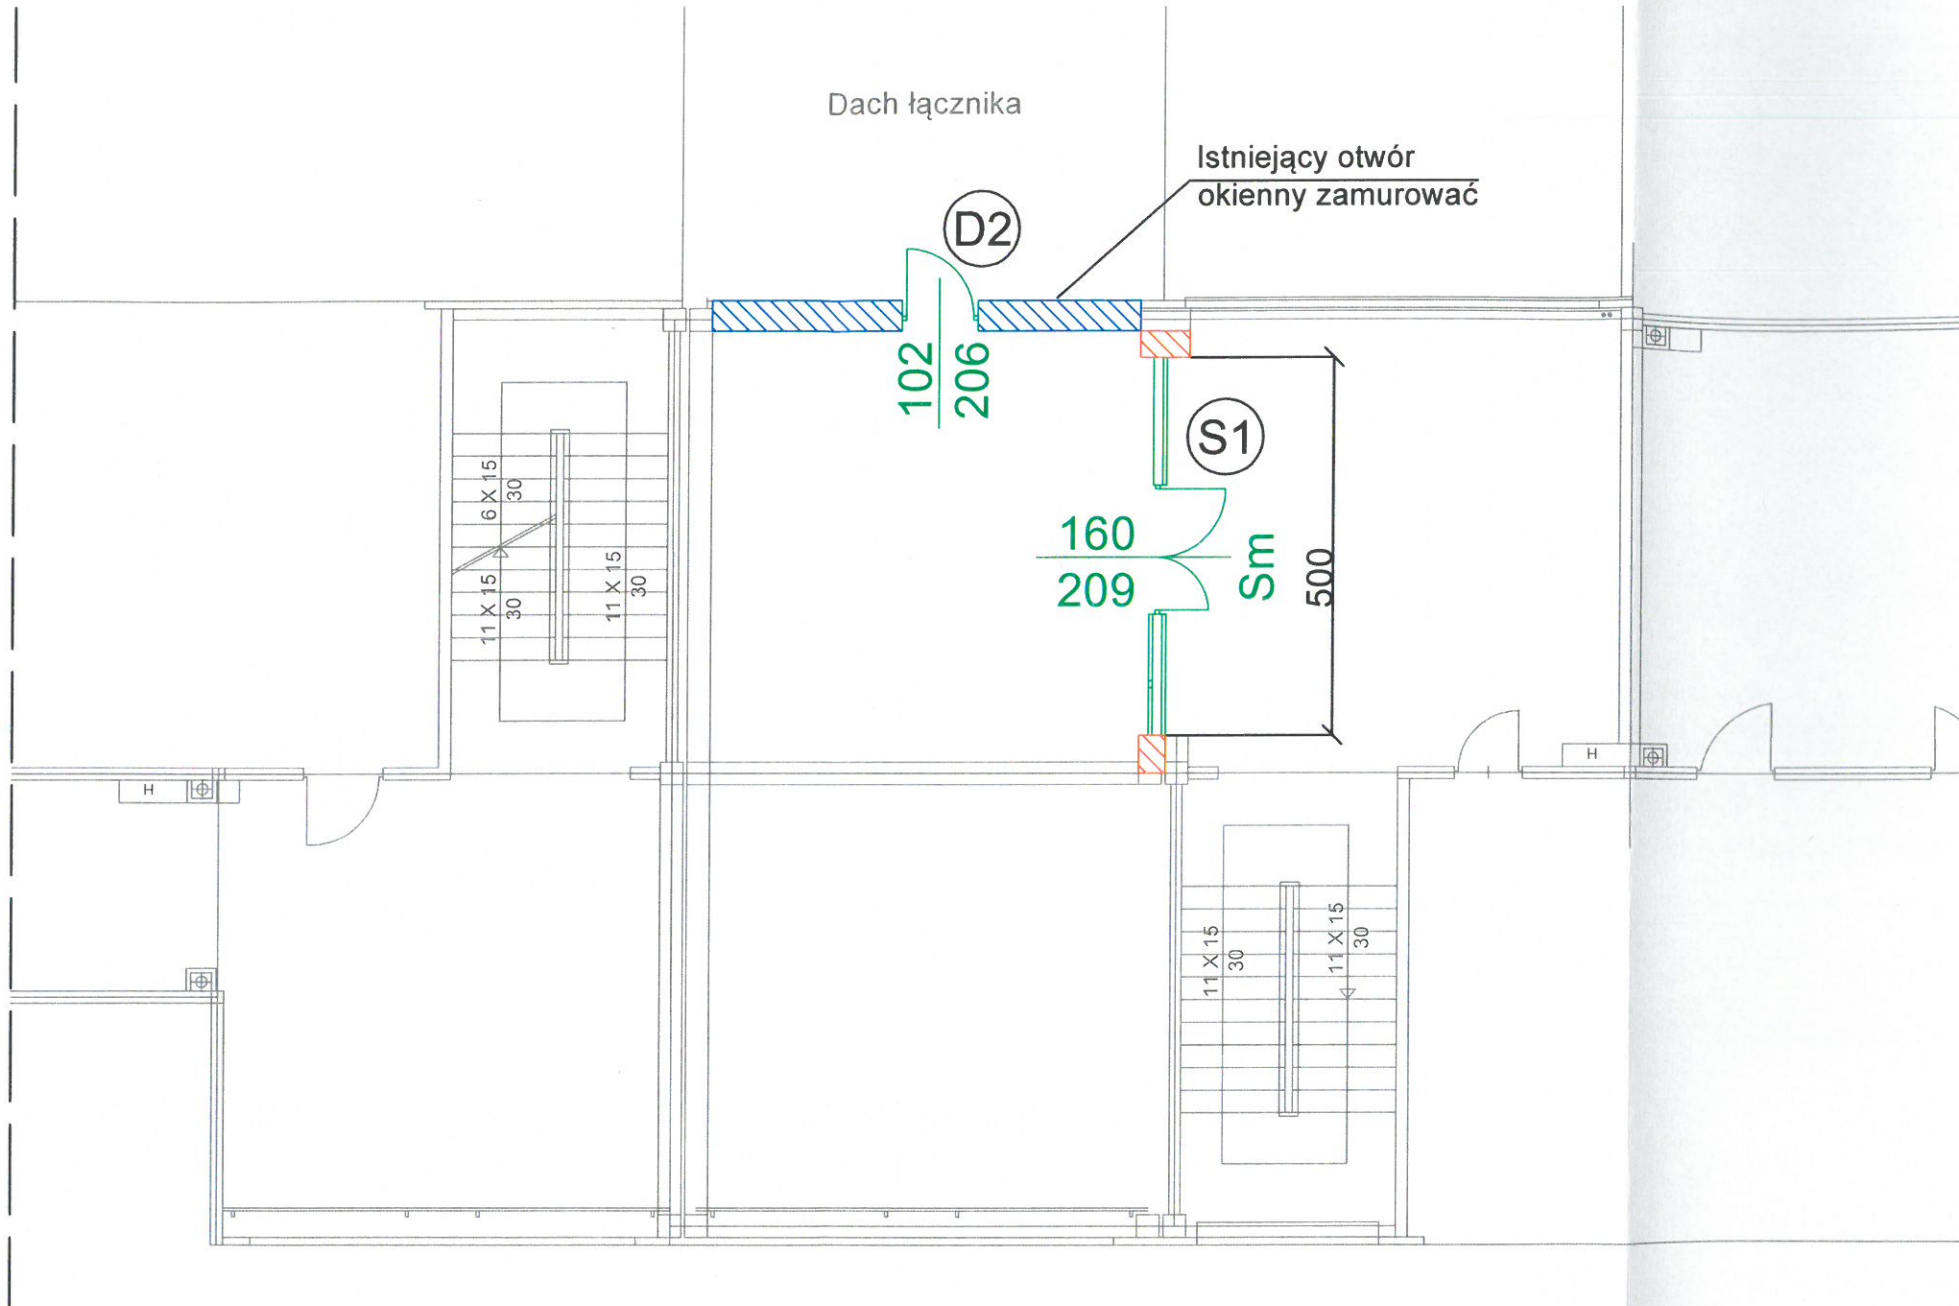 Dach łącznika
Istniejący otwór
okienny zamurować
D2
102
206
S1
160
209
Sm
500
6 X 15
30
11 X 15
30
11 X 15
30
H
H
11 X 15
30
11 X 15
30